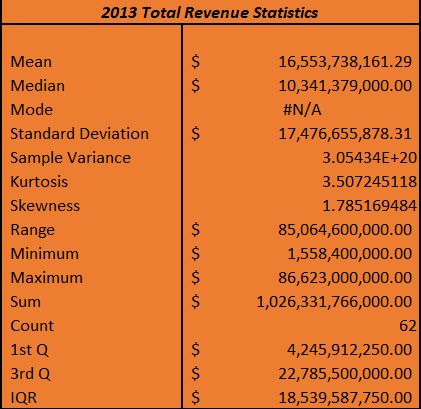 2013 Total Revenue Statistics
Mean $ 16,553,738,161.29
Median $ 10,341,379,000.00
Mode #N/A
Standard Deviation $ 17,476,655,878.31
Sample Variance 3.05434E+20
Kurtosis 3.507245118
Skewness 1.785169484
Range $ 85,064,600,000.00
Minimum $ 1,558,400,000.00
Maximum $ 86,623,000,000.00
Sum $ 1,026,331,766,000.00
Count 62
1st Q $ 4,245,912,250.00
3rd Q $ 22,785,500,000.00
IQR $ 18,539,587,750.00